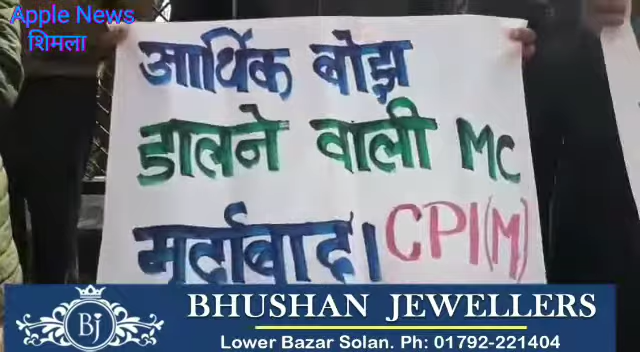 Apple News
शिमला
आर्थिक बोझ
डालने वाली MC
मुर्दाबाद। CPI(M)
BJ
BHUSHAN JEWELLERS
Lower Bazar Solan. Ph: 01792-221404